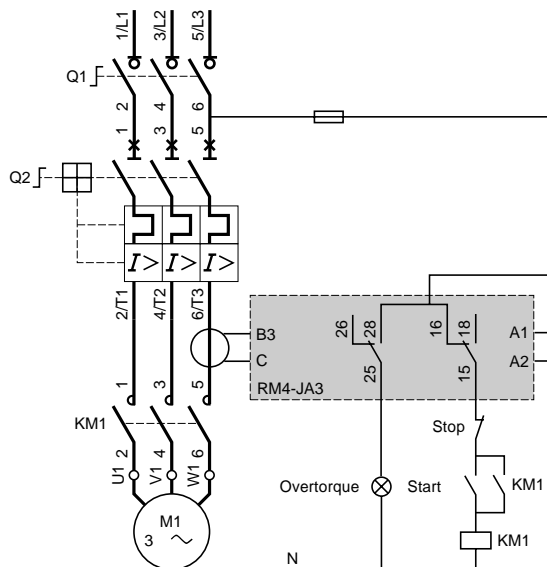 1/L1
3/L2
5/L3
Q1
2
4
6
1
3
5
Q2
I>
I>
I>
2/T1
4/T2
6/T3
B3
C
26
28
25
16
18
15
A1
A2
RM4-JA3
1
3
5
KM1
2
4
6
U1
V1
W1
Stop
Overtorque
Start
KM1
KM1
M1
3
N